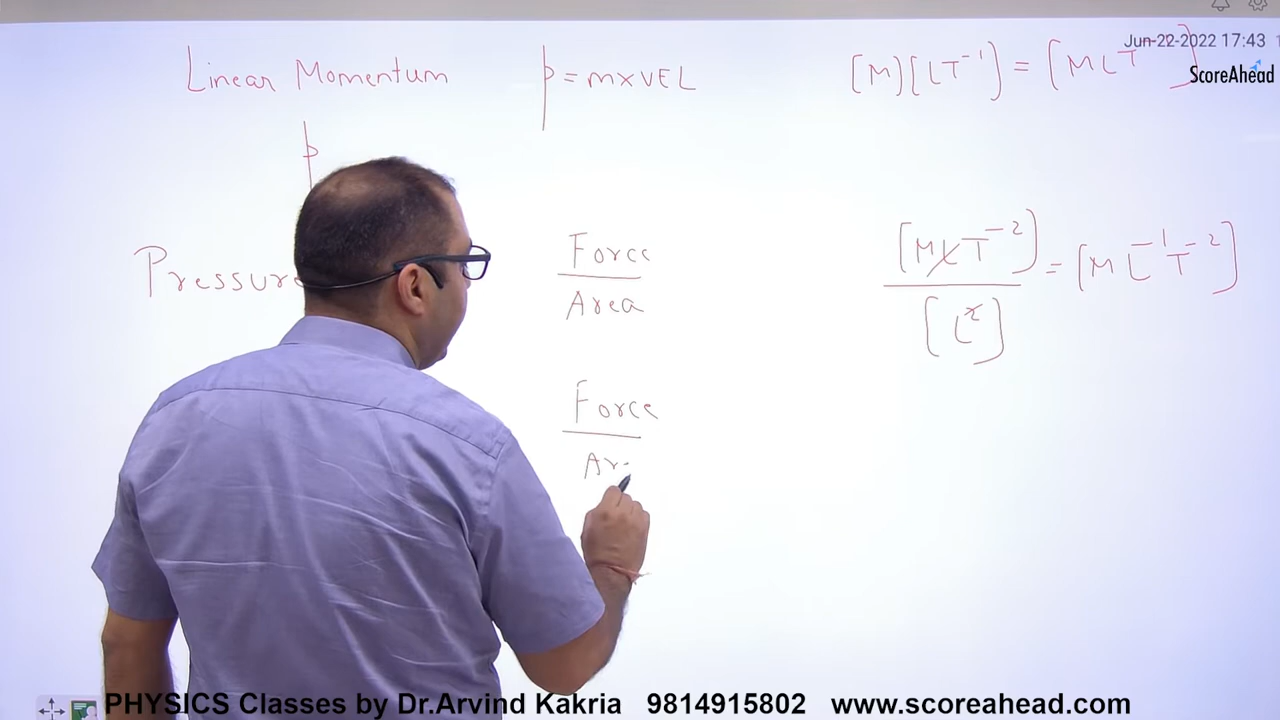 Jun-22-2022 17:43
ScoreAhead
Linear Momentum p = m×VEL [M][LT⁻¹] = [MLT⁻¹]
p
Pressure Force / Area [MLT⁻²] / [L²] = [ML⁻¹T⁻²]
Force
PHYSICS Classes by Dr.Arvind Kakria 9814915802 www.scoreahead.com